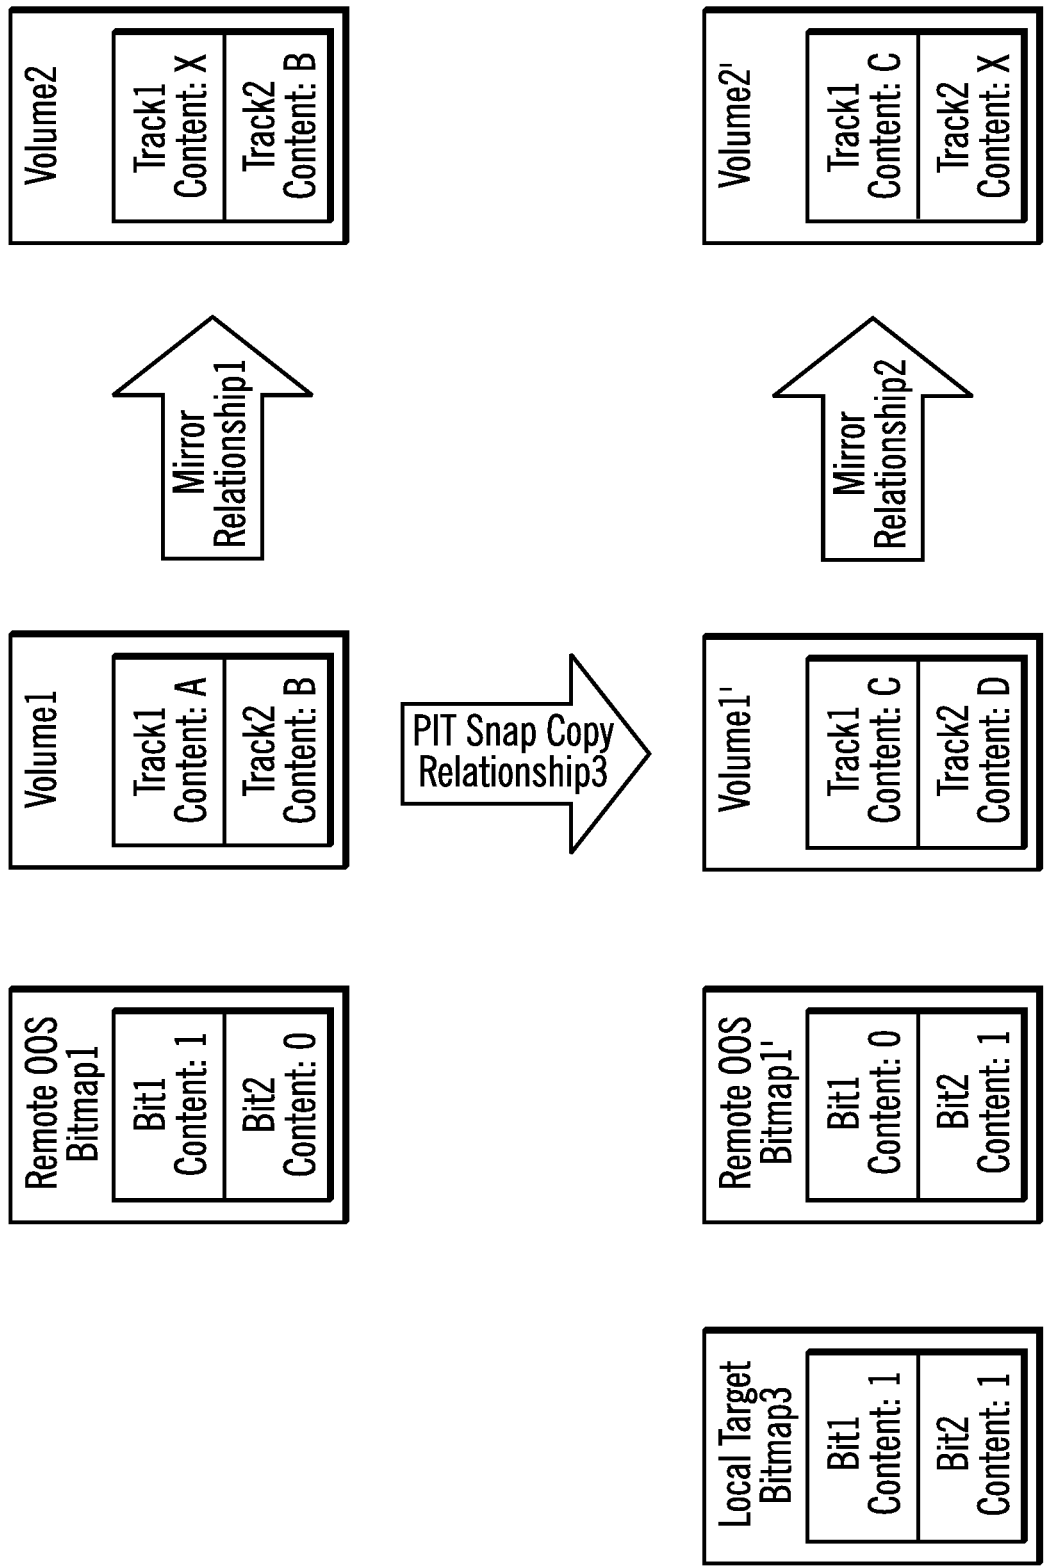 Remote OOS
Bitmap1
Bit1
Content: 1
Bit2
Content: 0
Volume1
Track1
Content: A
Track2
Content: B
Mirror
Relationship1
Volume2
Track1
Content: X
Track2
Content: B
PIT Snap Copy
Relationship3
Local Target
Bitmap3
Bit1
Content: 1
Bit2
Content: 1
Remote OOS
Bitmap1'
Bit1
Content: 0
Bit2
Content: 1
Volume1'
Track1
Content: C
Track2
Content: D
Mirror
Relationship2
Volume2'
Track1
Content: C
Track2
Content: X